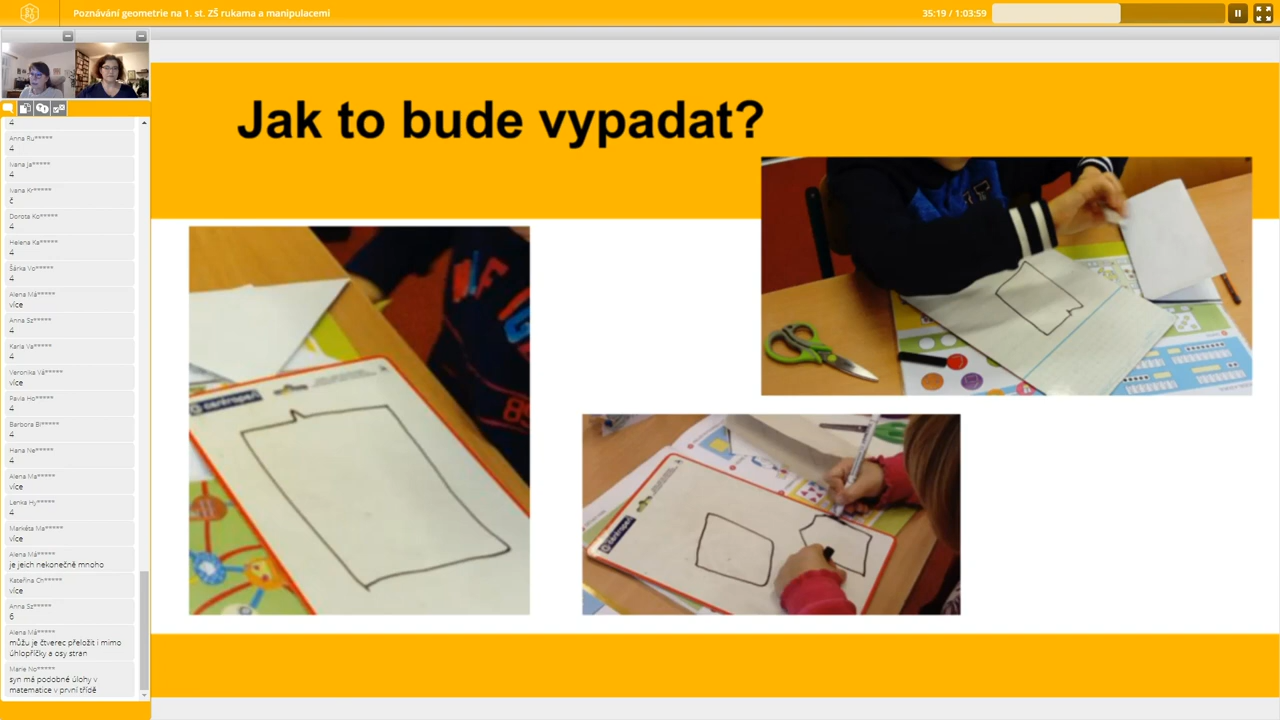 Poznávání geometrie na 1. st. ZŠ rukama a manipulacemi
35:19 / 1:03:59
4
Anna Ru*****
4
Ivana Ja*****
4
Ivana Kr*****
č
Dorota Ko*****
4
Helena Ka*****
4
Šárka Vo*****
4
Alena Má*****
více
Anna Sz*****
4
Karla Va*****
4
Veronika Vá*****
více
Pavla Ho*****
4
Barbora Bl*****
4
Hana Ne*****
4
Alena Ma*****
více
Lenka Hy*****
4
Markéta Ma*****
více
Alena Má*****
je jeich nekonečně mnoho
Kateřina Ch*****
více
Anna Sz*****
6
Alena Má*****
můžu je čtverec přeložit i mimo
úhlopříčky a osy stran
Marie No*****
syn má podobné úlohy v
matematice v první třídě
Jak to bude vypadat?
centropen
centropen